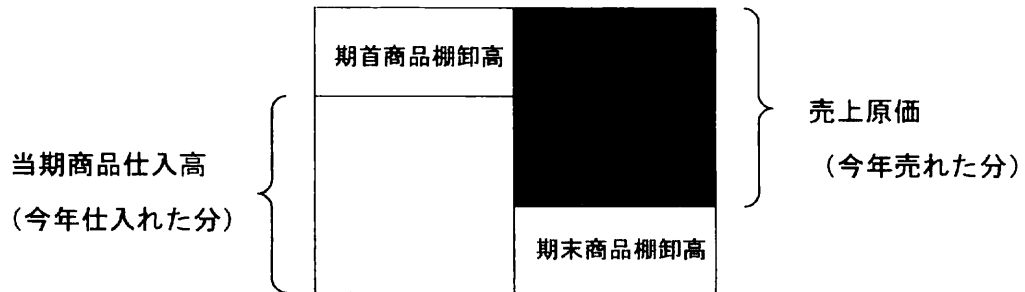 期首商品棚卸高
売上原価
(今年売れた分)
当期商品仕入高
(今年仕入れた分)
期末商品棚卸高